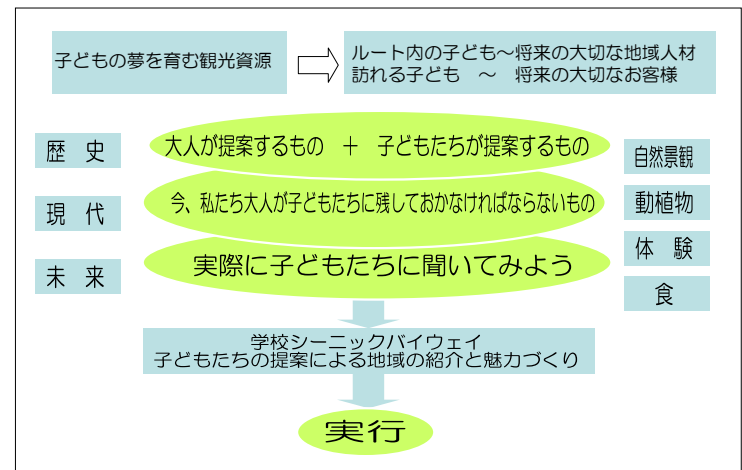 子どもの夢を育む観光資源
ルート内の子ども～将来の大切な地域人材
訪れる子ども　～　将来の大切なお客様
歴　史
現　代
未　来
大人が提案するもの　＋　子どもたちが提案するもの
今、私たち大人が子どもたちに残しておかなければならないもの
実際に子どもたちに聞いてみよう
自然景観
動植物
体　験
食
学校シーニックバイウェイ
子どもたちの提案による地域の紹介と魅力づくり
実行